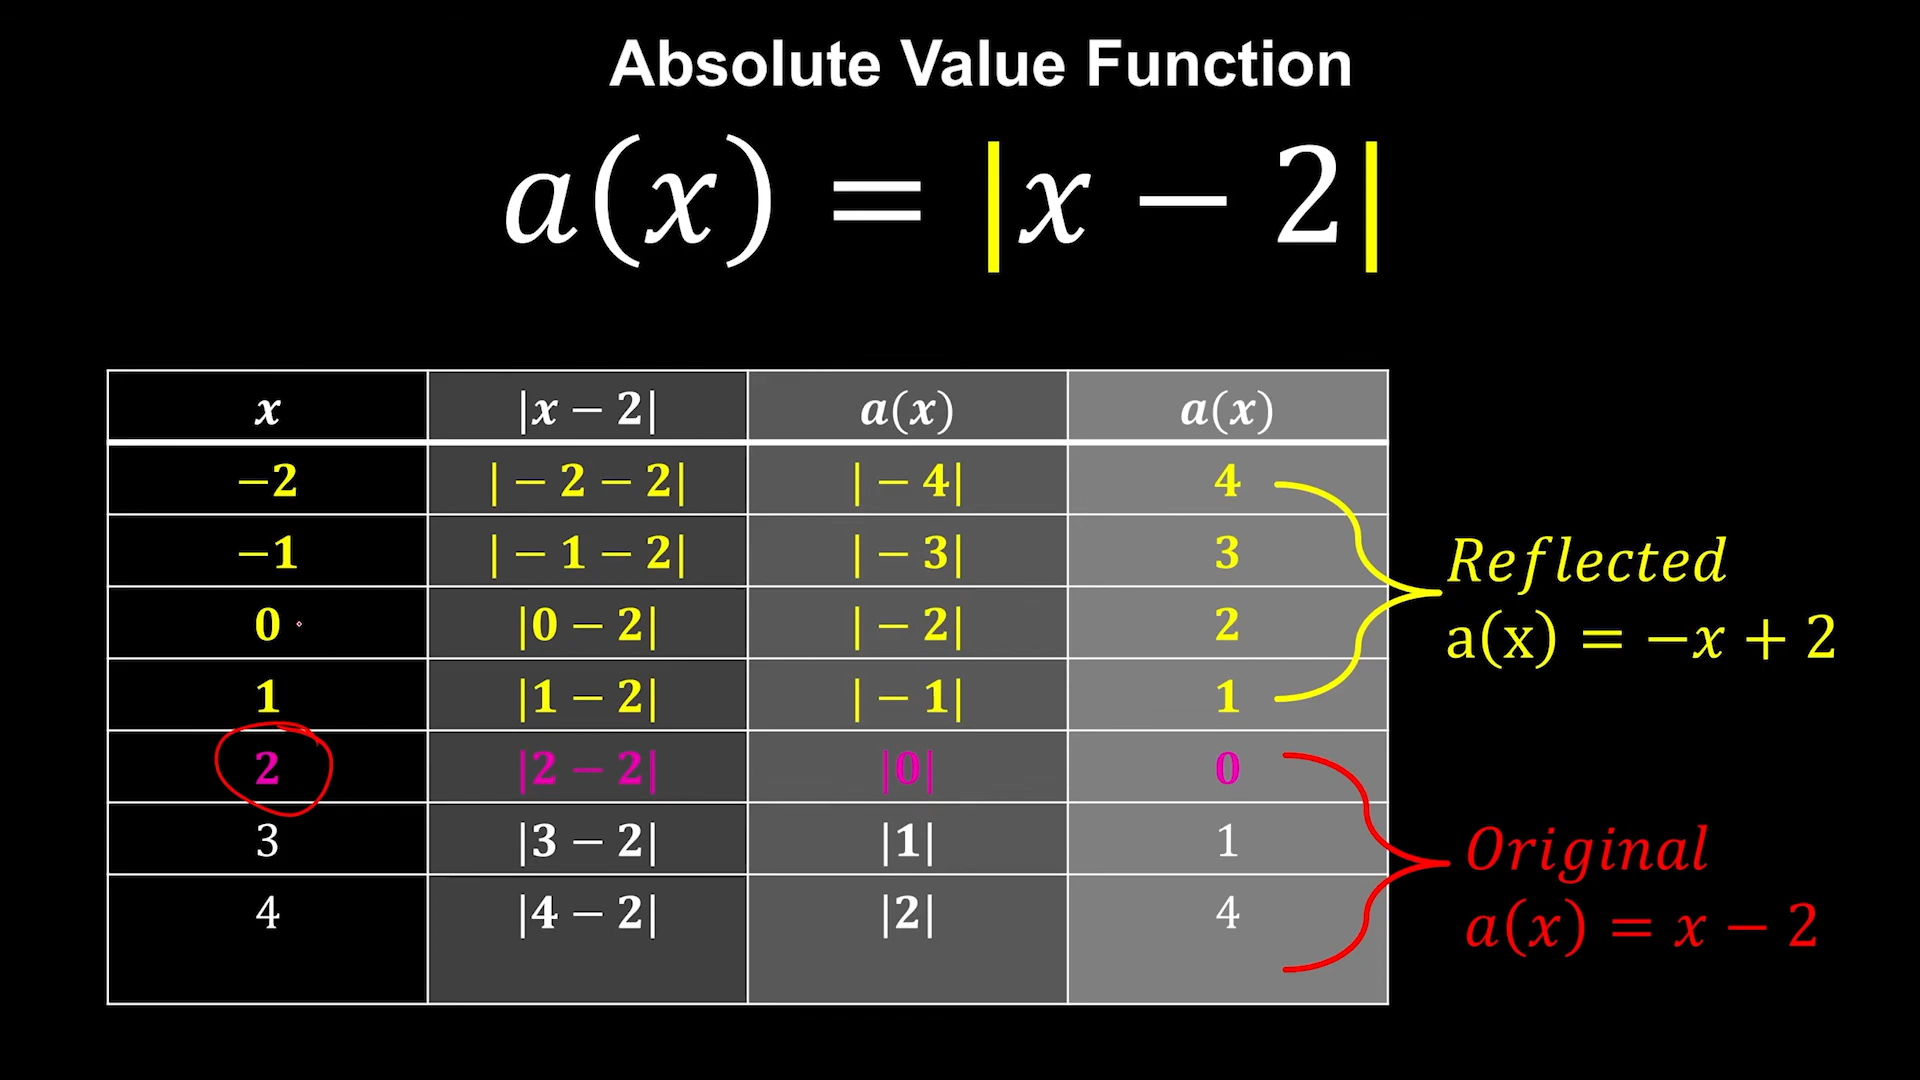 Absolute Value Function
a(x) = |x − 2|
x |x − 2| a(x) a(x)
−2 |− 2 − 2| |− 4| 4
−1 |− 1 − 2| |− 3| 3
0 |0 − 2| |− 2| 2
1 |1 − 2| |− 1| 1
2 |2 − 2| |0| 0
3 |3 − 2| |1| 1
4 |4 − 2| |2| 4
Reflected
a(x) = −x + 2
Original
a(x) = x − 2